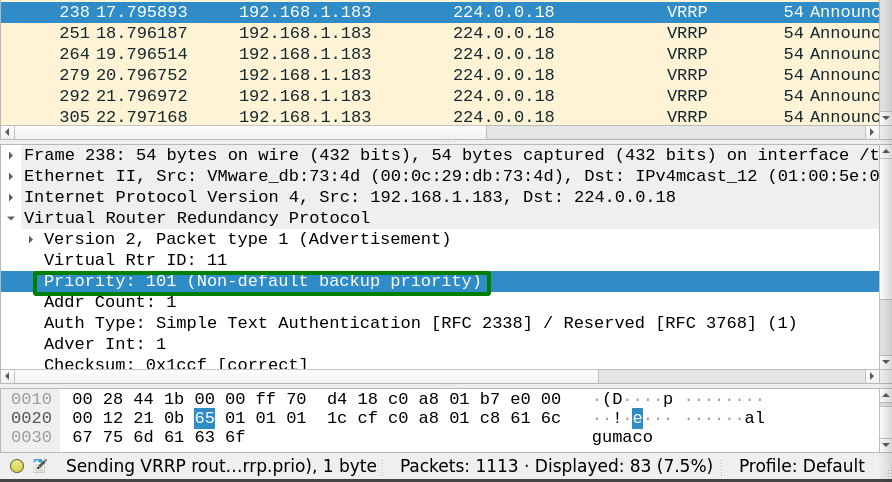 238 17.795893 192.168.1.183 224.0.0.18 VRRP 54 Announc
251 18.796187 192.168.1.183 224.0.0.18 VRRP 54 Announc
264 19.796514 192.168.1.183 224.0.0.18 VRRP 54 Announc
279 20.796752 192.168.1.183 224.0.0.18 VRRP 54 Announc
292 21.796972 192.168.1.183 224.0.0.18 VRRP 54 Announc
305 22.797168 192.168.1.183 224.0.0.18 VRRP 54 Announc
Frame 238: 54 bytes on wire (432 bits), 54 bytes captured (432 bits) on interface /t
Ethernet II, Src: VMware_db:73:4d (00:0c:29:db:73:4d), Dst: IPv4mcast_12 (01:00:5e:0
Internet Protocol Version 4, Src: 192.168.1.183, Dst: 224.0.0.18
Virtual Router Redundancy Protocol
Version 2, Packet type 1 (Advertisement)
Virtual Rtr ID: 11
Priority: 101 (Non-default backup priority)
Addr Count: 1
Auth Type: Simple Text Authentication [RFC 2338] / Reserved [RFC 3768] (1)
Adver Int: 1
Checksum: 0x1ccf [correct]
0010 00 28 44 1b 00 00 ff 70 d4 18 c0 a8 01 b7 e0 00 ·(D····p ········
0020 00 12 21 0b 65 01 01 01 1c cf c0 a8 01 c8 61 6c ··!·e··· ······al
0030 67 75 6d 61 63 6f gumaco
Sending VRRP rout…rrp.prio), 1 byte Packets: 1113 · Displayed: 83 (7.5%) Profile: Default